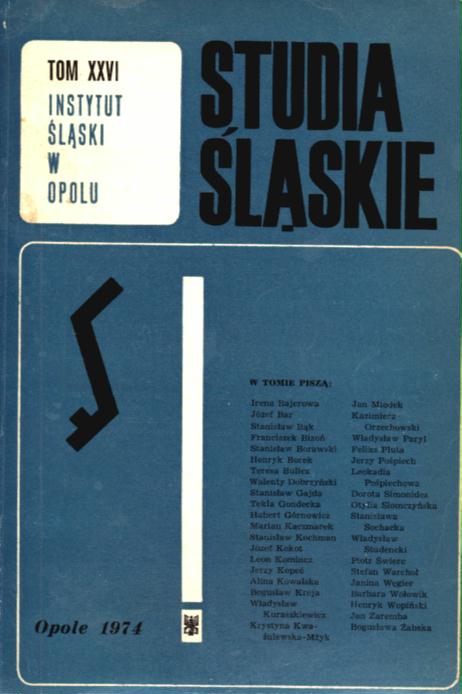 TOM XXVI
INSTYTUT
ŚLĄSKI
W
OPOLU
STUDIA
ŚLĄSKIE
W TOMIE PISZĄ:
Irena Bajerowa
Józef Bar
Stanisław Bąk
Franciszek Bizoń
Stanisław Borawski
Henryk Borek
Teresa Bulicz
Walenty Dobrzyński
Stanisław Gajda
Tekla Gondecka
Hubert Górnowicz
Marian Kaczmarek
Stanisław Kochman
Józef Kokot
Leon Kominez
Jerzy Kopeć
Alina Kowalska
Bogusław Kreja
Władysław
Kuraszkiewicz
Krystyna Kwa-
śniewska-Mżyk
Jan Miodek
Kazimierz
Orzechowski
Władysław Paryl
Feliks Pluta
Jerzy Pośpiech
Leokadia
Pośpiechowa
Dorota Simonides
Otylia Słomczyńska
Stanisława
Sochacka
Władysław
Studencki
Piotr Świerc
Stefan Warchoł
Janina Węgier
Barbara Wołowik
Henryk Wopiński
Jan Zaremba
Bogusława Żabska
Opole 1974